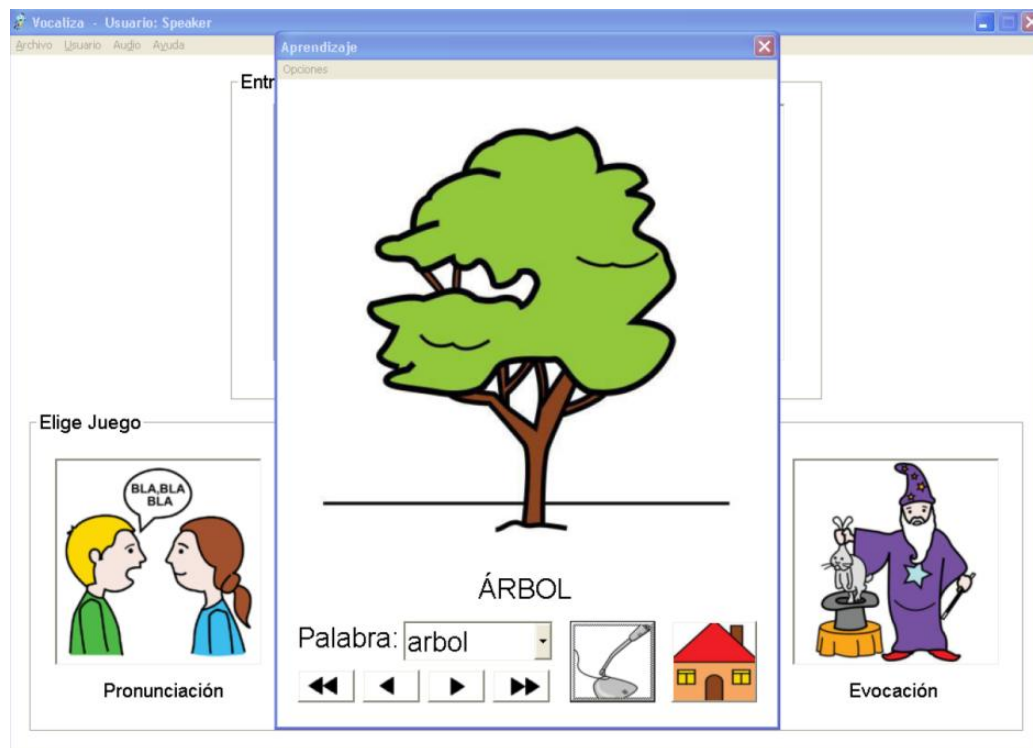 Vocaliza - Usuario: Speaker
Archivo Usuario Audio Ayuda
Aprendizaje
Opciones
Entr
Elige Juego
BLA,BLA
BLA
ÁRBOL
Palabra: arbol
Pronunciación
Evocación